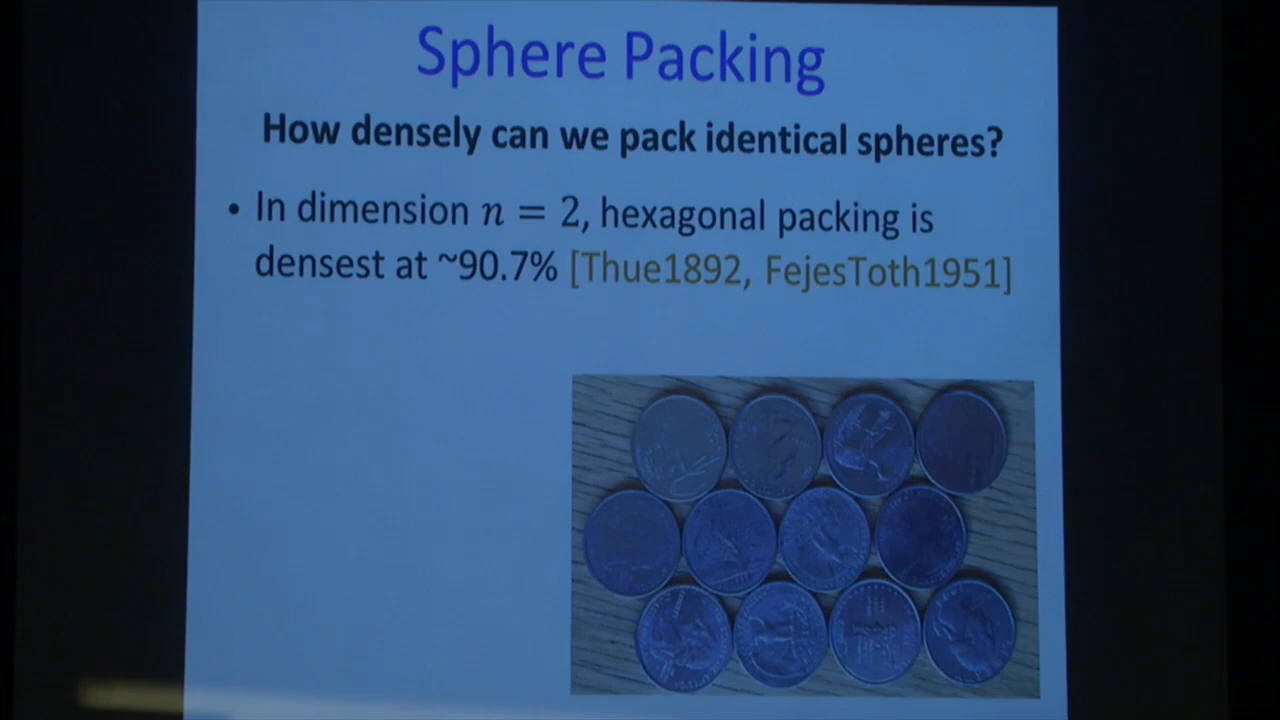 Sphere Packing
How densely can we pack identical spheres?
• In dimension n = 2, hexagonal packing is
densest at ~90.7% [Thue1892, FejesToth1951]